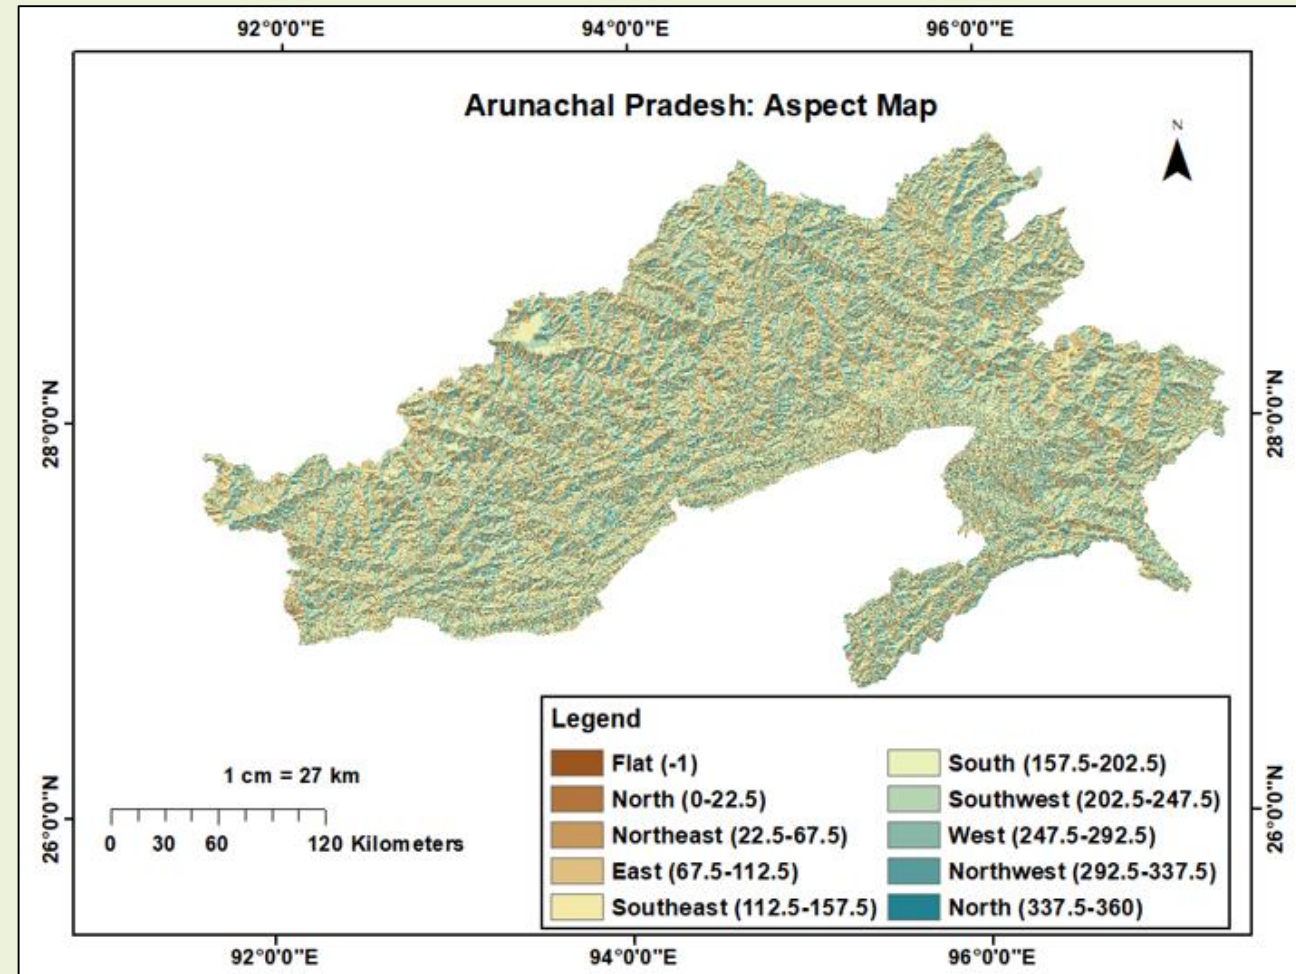 92°0'0"E 94°0'0"E 96°0'0"E
Arunachal Pradesh: Aspect Map
N
28°0'0"N
28°0'0"N
Legend
Flat (-1)
North (0-22.5)
Northeast (22.5-67.5)
East (67.5-112.5)
Southeast (112.5-157.5)
South (157.5-202.5)
Southwest (202.5-247.5)
West (247.5-292.5)
Northwest (292.5-337.5)
North (337.5-360)
1 cm = 27 km
0 30 60 120 Kilometers
26°0'0"N
26°0'0"N
92°0'0"E 94°0'0"E 96°0'0"E